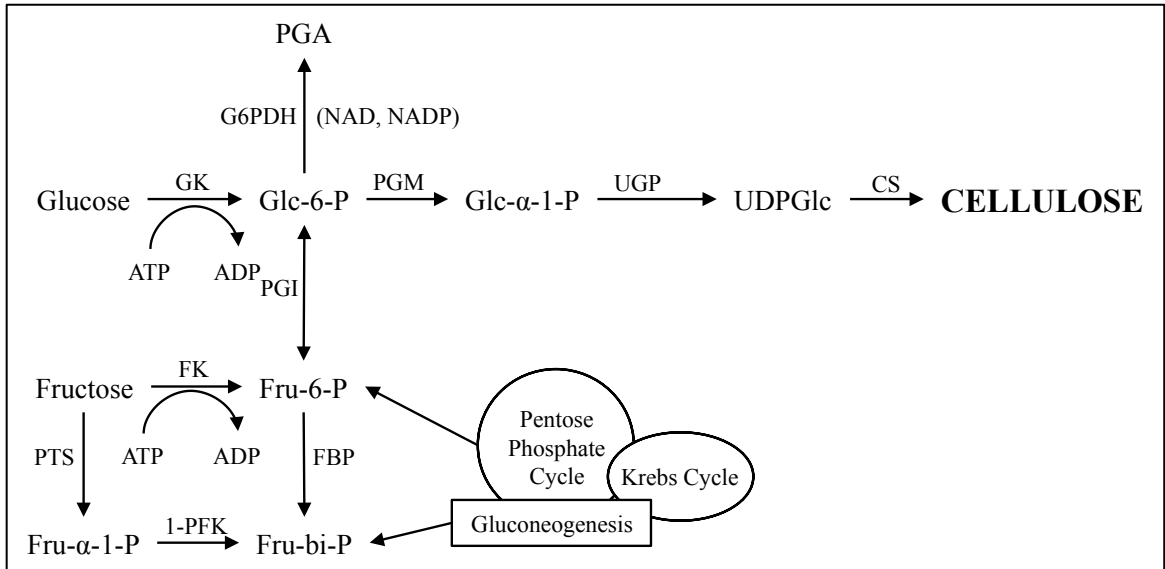 PGA
G6PDH (NAD, NADP)
GK PGM UGP CS
Glucose Glc-6-P Glc-α-1-P UDPGlc CELLULOSE
ATP ADP
PGI
FK
Fructose Fru-6-P
Pentose
Phosphate
Cycle
PTS ATP ADP FBP
Krebs Cycle
Gluconeogenesis
1-PFK
Fru-α-1-P Fru-bi-P